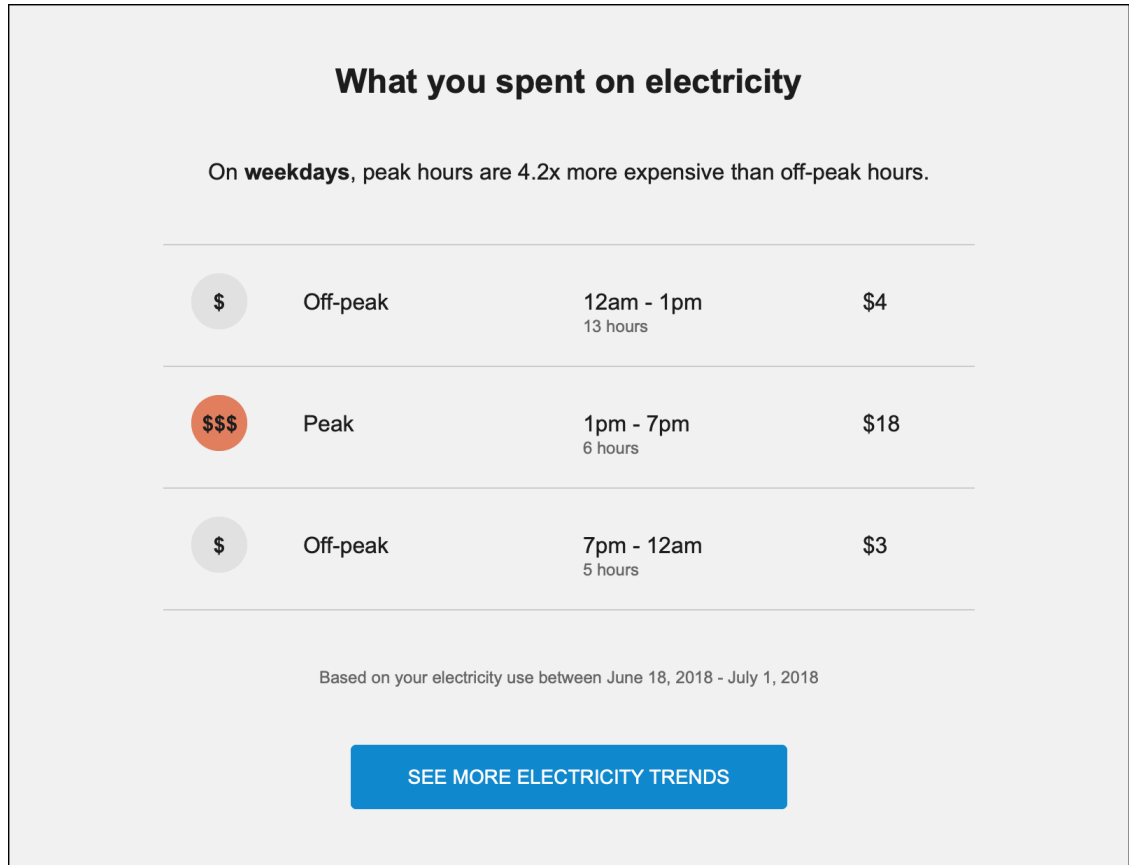 What you spent on electricity
On weekdays, peak hours are 4.2x more expensive than off-peak hours.
$ Off-peak 12am - 1pm $4
13 hours
$$$ Peak 1pm - 7pm $18
6 hours
$ Off-peak 7pm - 12am $3
5 hours
Based on your electricity use between June 18, 2018 - July 1, 2018
SEE MORE ELECTRICITY TRENDS